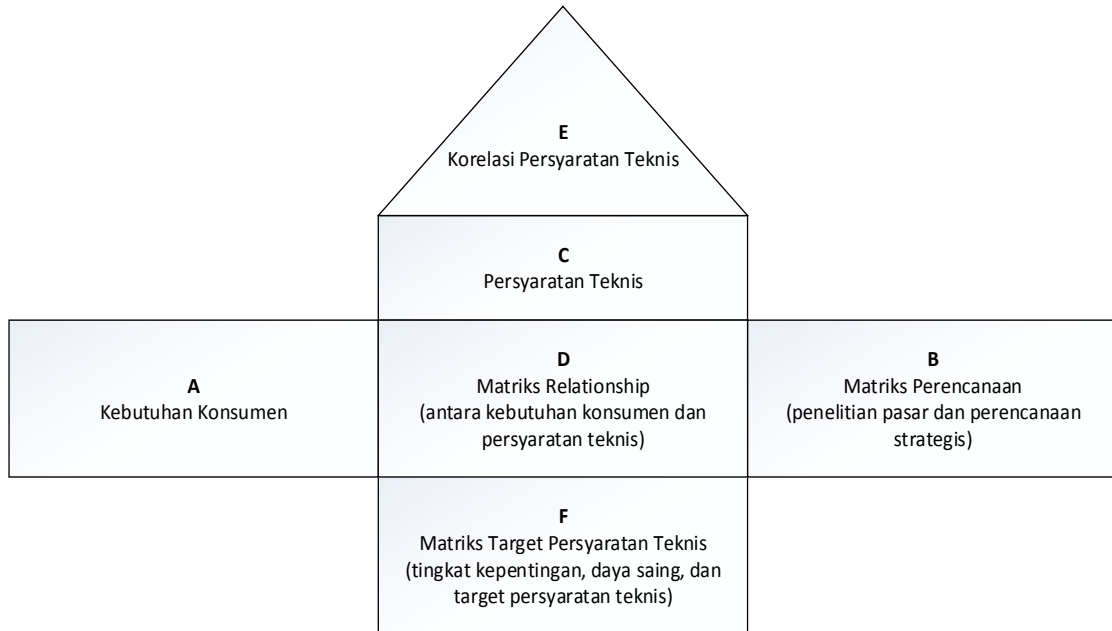 E
Korelasi Persyaratan Teknis
C
Persyaratan Teknis
A
Kebutuhan Konsumen
D
Matriks Relationship
(antara kebutuhan konsumen dan
persyaratan teknis)
B
Matriks Perencanaan
(penelitian pasar dan perencanaan
strategis)
F
Matriks Target Persyaratan Teknis
(tingkat kepentingan, daya saing, dan
target persyaratan teknis)